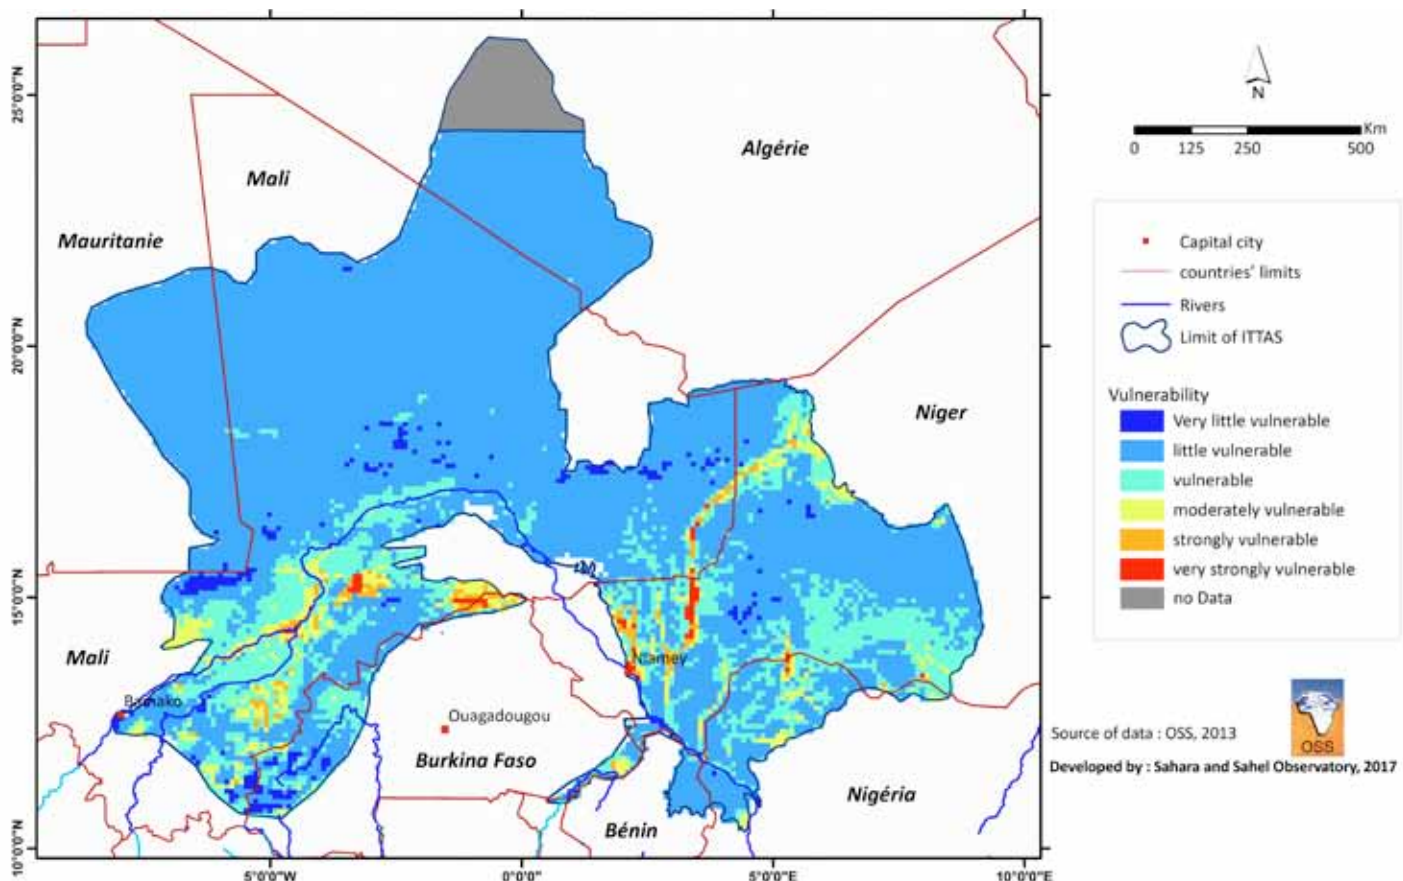 25°0'0"N
20°0'0"N
15°0'0"N
10°0'0"N
Algérie
Mali
Mauritanie
Niger
Mali
Niamey
Bamako
Ouagadougou
Burkina Faso
Nigéria
Bénin
5°0'0"W
0°0'0"
5°0'0"E
10°0'0"E
N
Km
0 125 250 500
Capital city
countries' limits
Rivers
Limit of ITTAS
Vulnerability
Very little vulnerable
little vulnerable
vulnerable
moderately vulnerable
strongly vulnerable
very strongly vulnerable
no Data
OSS
Source of data : OSS, 2013
Developed by : Sahara and Sahel Observatory, 2017